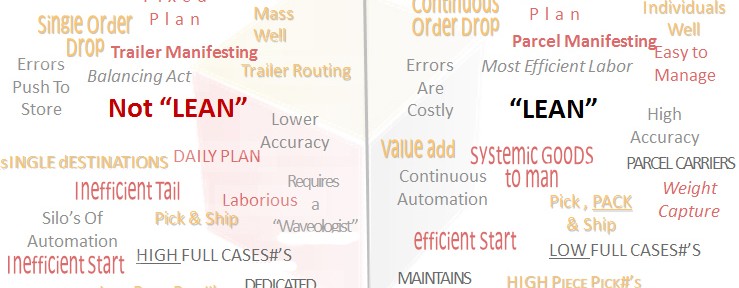 Fixed
Plan
Single Order
Drop
Mass
Well
Trailer Manifesting
Errors
Push To
Store
Balancing Act
Trailer Routing
Not “LEAN”
Lower
Accuracy
sINGLE dESTINATIONS
DAILY PLAN
Inefficient Tail
Laborious
Requires
a
“Waveologist”
Silo’s Of
Automation
Pick & Ship
HIGH FULL CASES#’S
Inefficient Start
DEDICATED
Continuous
Order Drop
Plan
Individuals
Well
Parcel Manifesting
Easy to
Manage
Errors
Are
Costly
Most Efficient Labor
“LEAN”
High
Accuracy
Value add
Systemic GOODS
to man
PARCEL CARRIERS
Continuous
Automation
Weight
Capture
Pick , PACK
& Ship
efficient Start
LOW FULL CASES#’S
MAINTAINS
HIGH PIECE PICK#’S